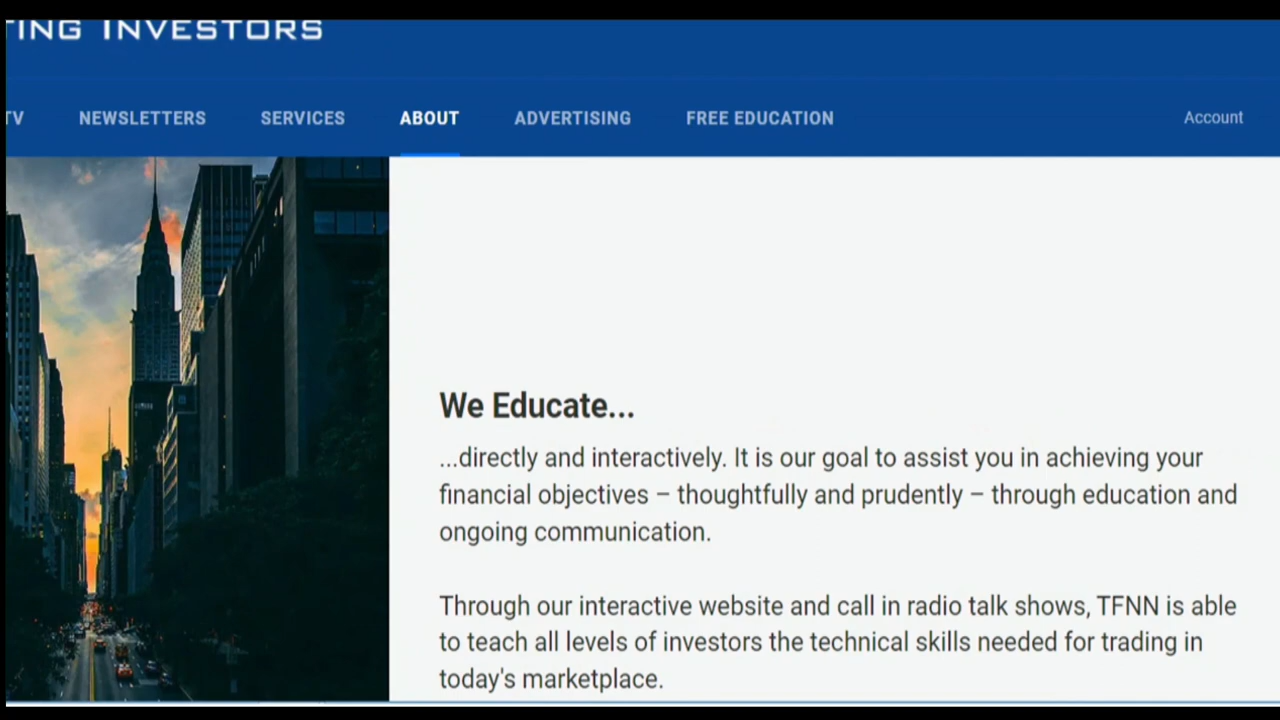 TING INVESTORS
TV NEWSLETTERS SERVICES ABOUT ADVERTISING FREE EDUCATION Account
We Educate...
...directly and interactively. It is our goal to assist you in achieving your
financial objectives – thoughtfully and prudently – through education and
ongoing communication.
Through our interactive website and call in radio talk shows, TFNN is able
to teach all levels of investors the technical skills needed for trading in
today's marketplace.